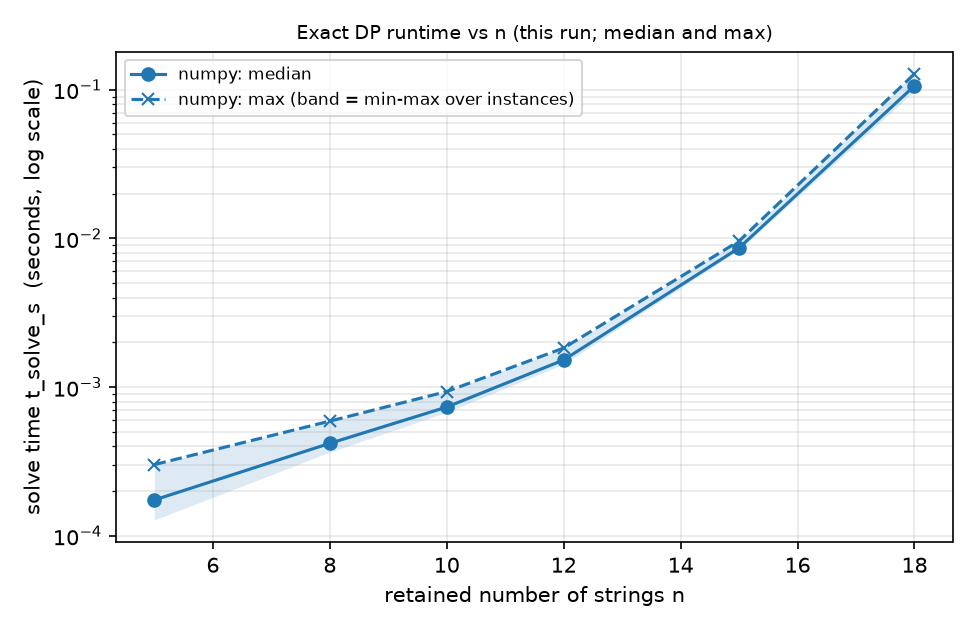 Exact DP runtime vs n (this run; median and max)
numpy: median
numpy: max (band = min-max over instances)
solve time t_solve_s  (seconds, log scale)
10⁻¹
10⁻²
10⁻³
10⁻⁴
6 8 10 12 14 16 18
retained number of strings n